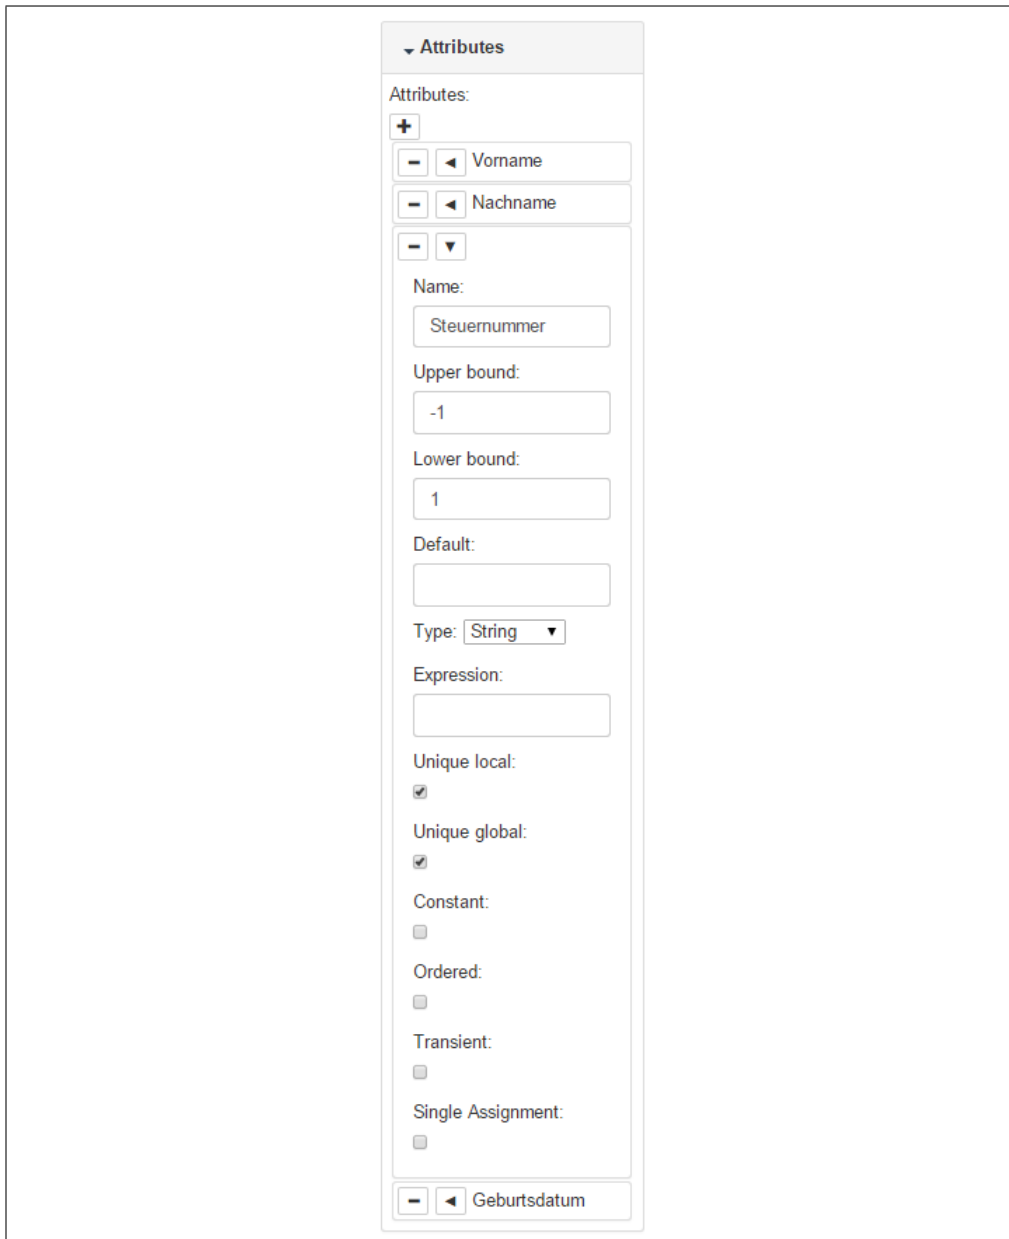 Attributes
Attributes:
Vorname
Nachname
Name:
Steuernummer
Upper bound:
-1
Lower bound:
1
Default:
Type: String
Expression:
Unique local:
Unique global:
Constant:
Ordered:
Transient:
Single Assignment:
Geburtsdatum